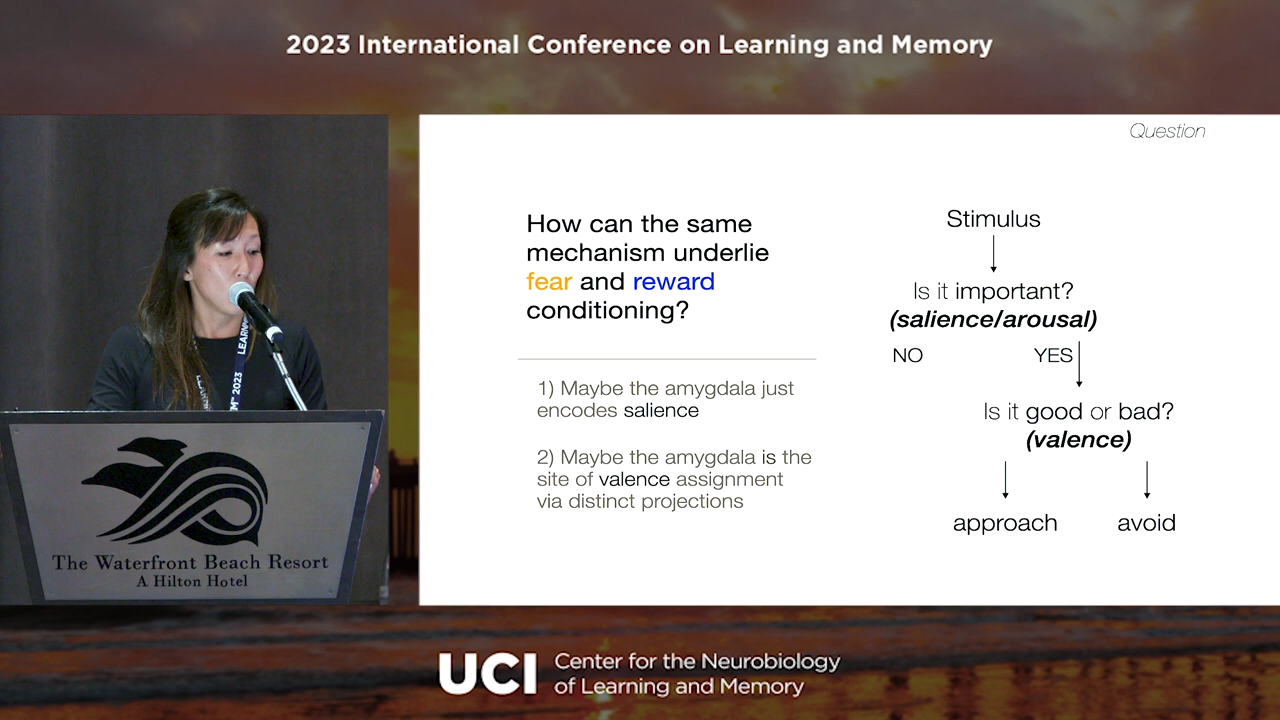 2023 International Conference on Learning and Memory
Question
How can the same
mechanism underlie
fear and reward
conditioning?
1) Maybe the amygdala just
encodes salience
2) Maybe the amygdala is the
site of valence assignment
via distinct projections
Stimulus
Is it important?
(salience/arousal)
NO YES
Is it good or bad?
(valence)
approach avoid
LEARN
2023
The Waterfront Beach Resort
A Hilton Hotel
UCI Center for the Neurobiology
of Learning and Memory